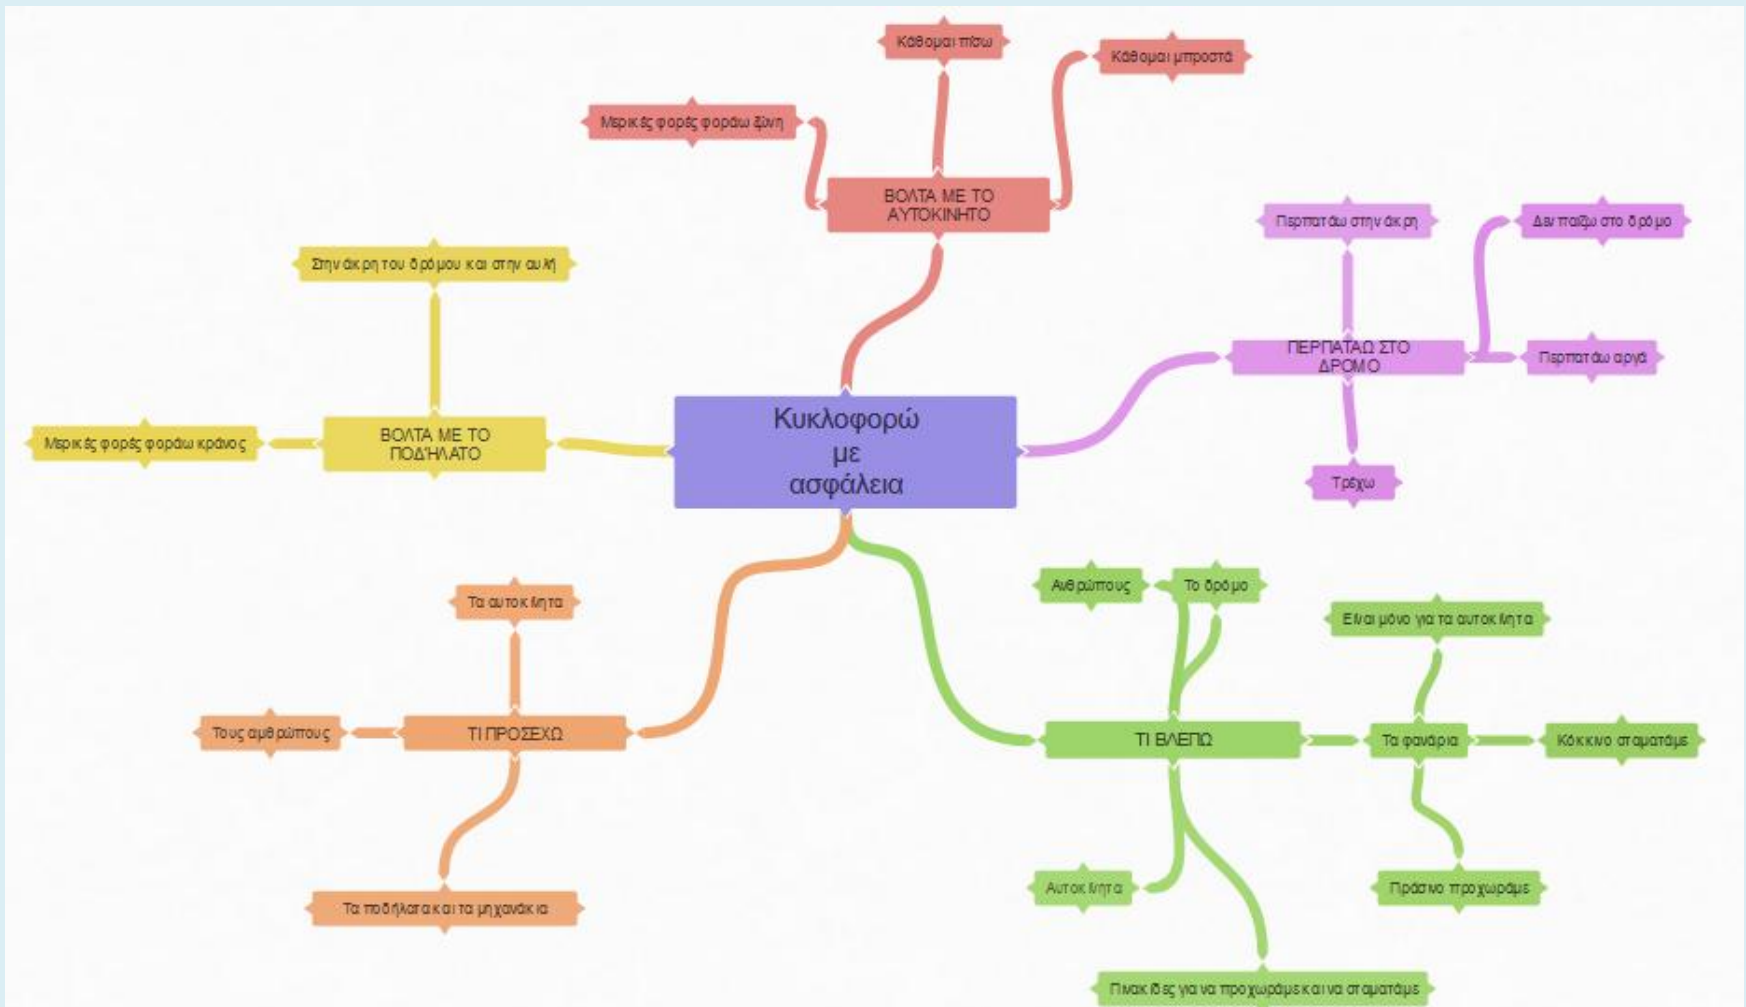 Κάθομαι πίσω
Κάθομαι μπροστά
Μερικές φορές φοράω ζώνη
ΒΟΛΤΑ ΜΕ ΤΟ
ΑΥΤΟΚΙΝΗΤΟ
Περπατάω στην άκρη
Δεν παίζω στο δρόμο
ΠΕΡΠΑΤΑΩ ΣΤΟ
ΔΡΟΜΟ
Περπατάω αργά
Τρέχω
Στην άκρη του δρόμου και στην αυλή
Μερικές φορές φοράω κράνος
ΒΟΛΤΑ ΜΕ ΤΟ
ΠΟΔΉΛΑΤΟ
Κυκλοφορώ
με
ασφάλεια
Τα αυτοκίνητα
Τους αμθρώπους
ΤΙ ΠΡΟΣΕΧΩ
Τα ποδήλατα και τα μηχανάκια
Ανθρώπους
Το δρόμο
Είναι μόνο για τα αυτοκίνητα
ΤΙ ΒΛΕΠΩ
Τα φανάρια
Κόκκινο σταματάμε
Αυτοκίνητα
Πράσινο προχωράμε
Πινακίδες για να προχωράμε και να σταματάμε